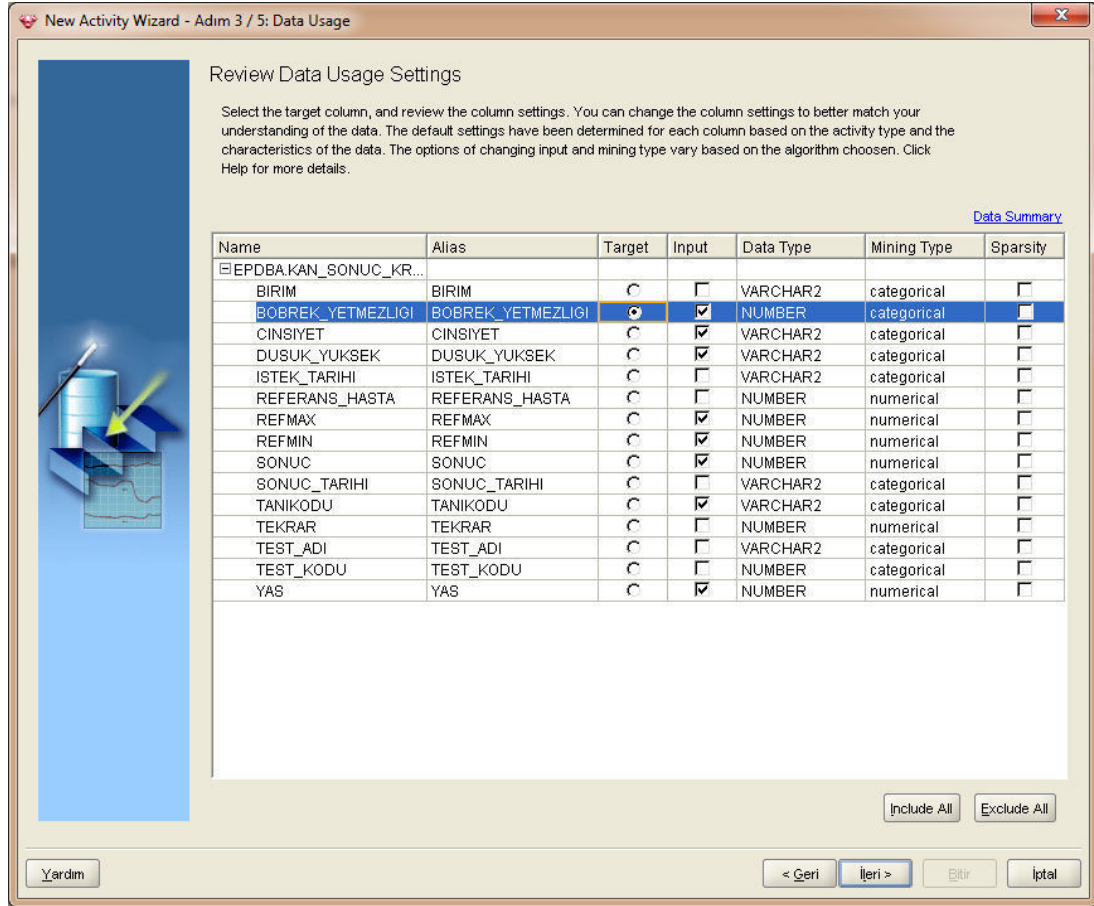 New Activity Wizard - Adım 3 / 5: Data Usage
Review Data Usage Settings
Select the target column, and review the column settings. You can change the column settings to better match your
understanding of the data. The default settings have been determined for each column based on the activity type and the
characteristics of the data. The options of changing input and mining type vary based on the algorithm choosen. Click
Help for more details.
Data Summary
Name Alias Target Input Data Type Mining Type Sparsity
EPDBA.KAN_SONUC_KR...
BIRIM BIRIM VARCHAR2 categorical
BOBREK_YETMEZLIGI BOBREK_YETMEZLIGI NUMBER categorical
CINSIYET CINSIYET VARCHAR2 categorical
DUSUK_YUKSEK DUSUK_YUKSEK VARCHAR2 categorical
ISTEK_TARIHI ISTEK_TARIHI VARCHAR2 categorical
REFERANS_HASTA REFERANS_HASTA NUMBER numerical
REFMAX REFMAX NUMBER numerical
REFMIN REFMIN NUMBER numerical
SONUC SONUC NUMBER numerical
SONUC_TARIHI SONUC_TARIHI VARCHAR2 categorical
TANIKODU TANIKODU VARCHAR2 categorical
TEKRAR TEKRAR NUMBER numerical
TEST_ADI TEST_ADI VARCHAR2 categorical
TEST_KODU TEST_KODU NUMBER categorical
YAS YAS NUMBER numerical
Include All Exclude All
Yardım < Geri İleri > Bitir İptal